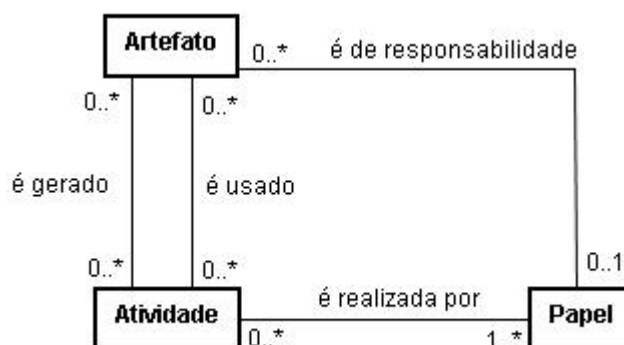 Artefato
0..*
é de responsabilidade
0..*
0..*
é gerado
é usado
0..*
0..*
0..1
Atividade
é realizada por
Papel
0..*
1..*